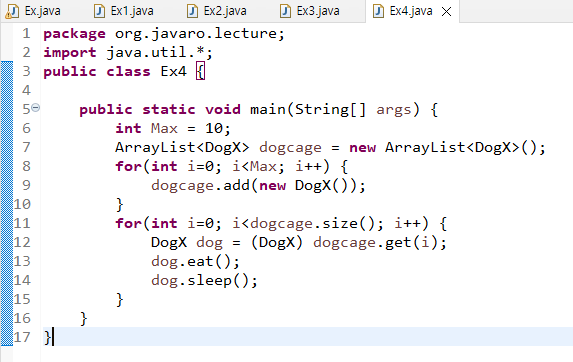 Ex.java Ex1.java Ex2.java Ex3.java Ex4.java
1 package org.javaro.lecture;
2 import java.util.*;
3 public class Ex4 {
4
5 public static void main(String[] args) {
6 int Max = 10;
7 ArrayList<DogX> dogcage = new ArrayList<DogX>();
8 for(int i=0; i<Max; i++) {
9 dogcage.add(new DogX());
10 }
11 for(int i=0; i<dogcage.size(); i++) {
12 DogX dog = (DogX) dogcage.get(i);
13 dog.eat();
14 dog.sleep();
15 }
16 }
17 }